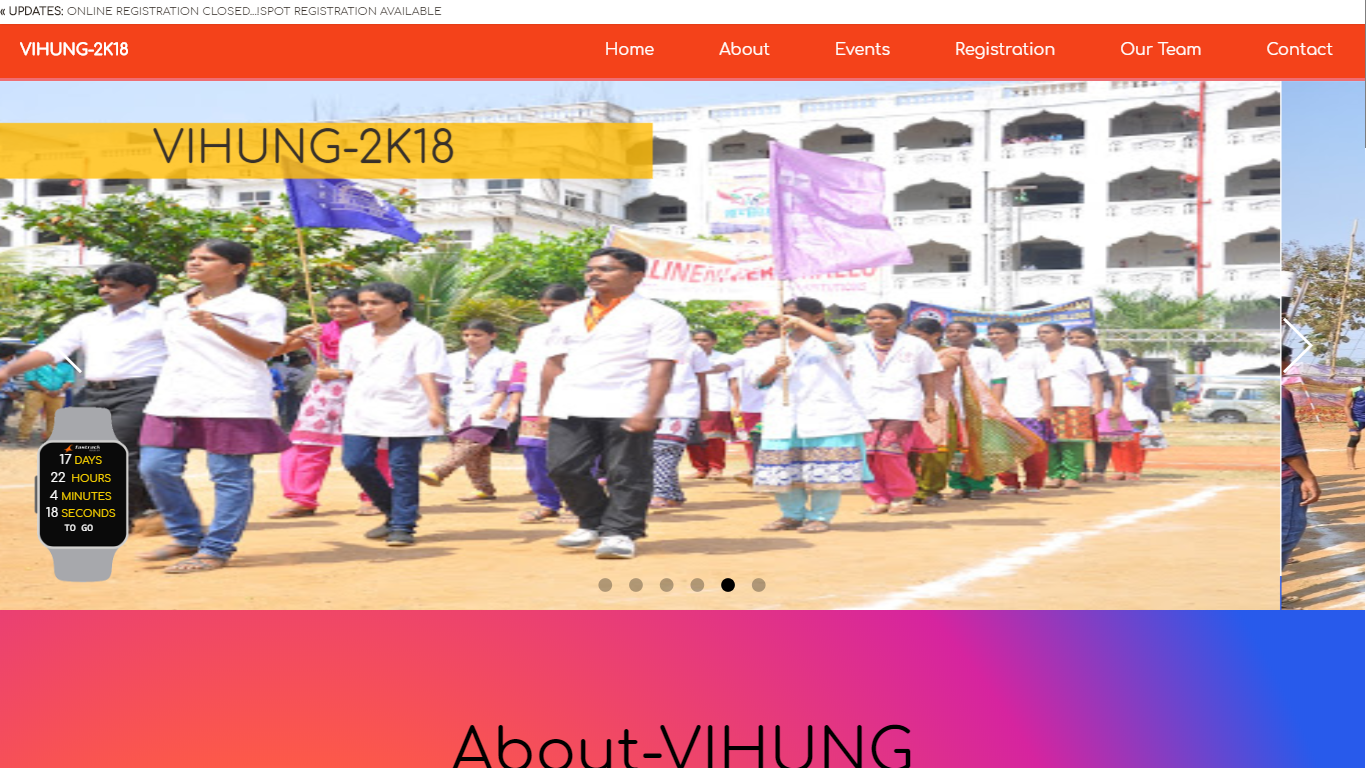 « UPDATES: ONLINE REGISTRATION CLOSED...!SPOT REGISTRATION AVAILABLE
VIHUNG-2K18 Home About Events Registration Our Team Contact
VIHUNG-2K18
fastrack
17 DAYS
22 HOURS
4 MINUTES
18 SECONDS
TO GO
About-VIHUNG